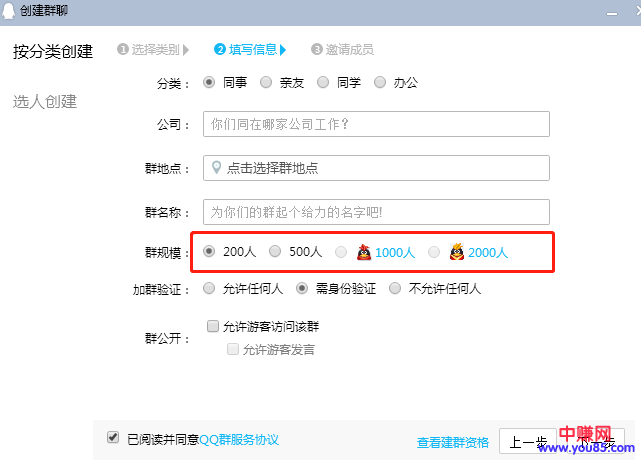 创建群聊
按分类创建
1 选择类别 2 填写信息 3 邀请成员
选人创建
分类： 同事 亲友 同学 办公
公司： 你们同在哪家公司工作？
群地点： 点击选择群地点
群名称： 为你们的群起个给力的名字吧!
群规模： 200人 500人 1000人 2000人
加群验证： 允许任何人 需身份验证 不允许任何人
群公开： 允许游客访问该群
允许游客发言
已阅读并同意QQ群服务协议
查看建群资格 上一步 下一步
中赚网
www.you85.com